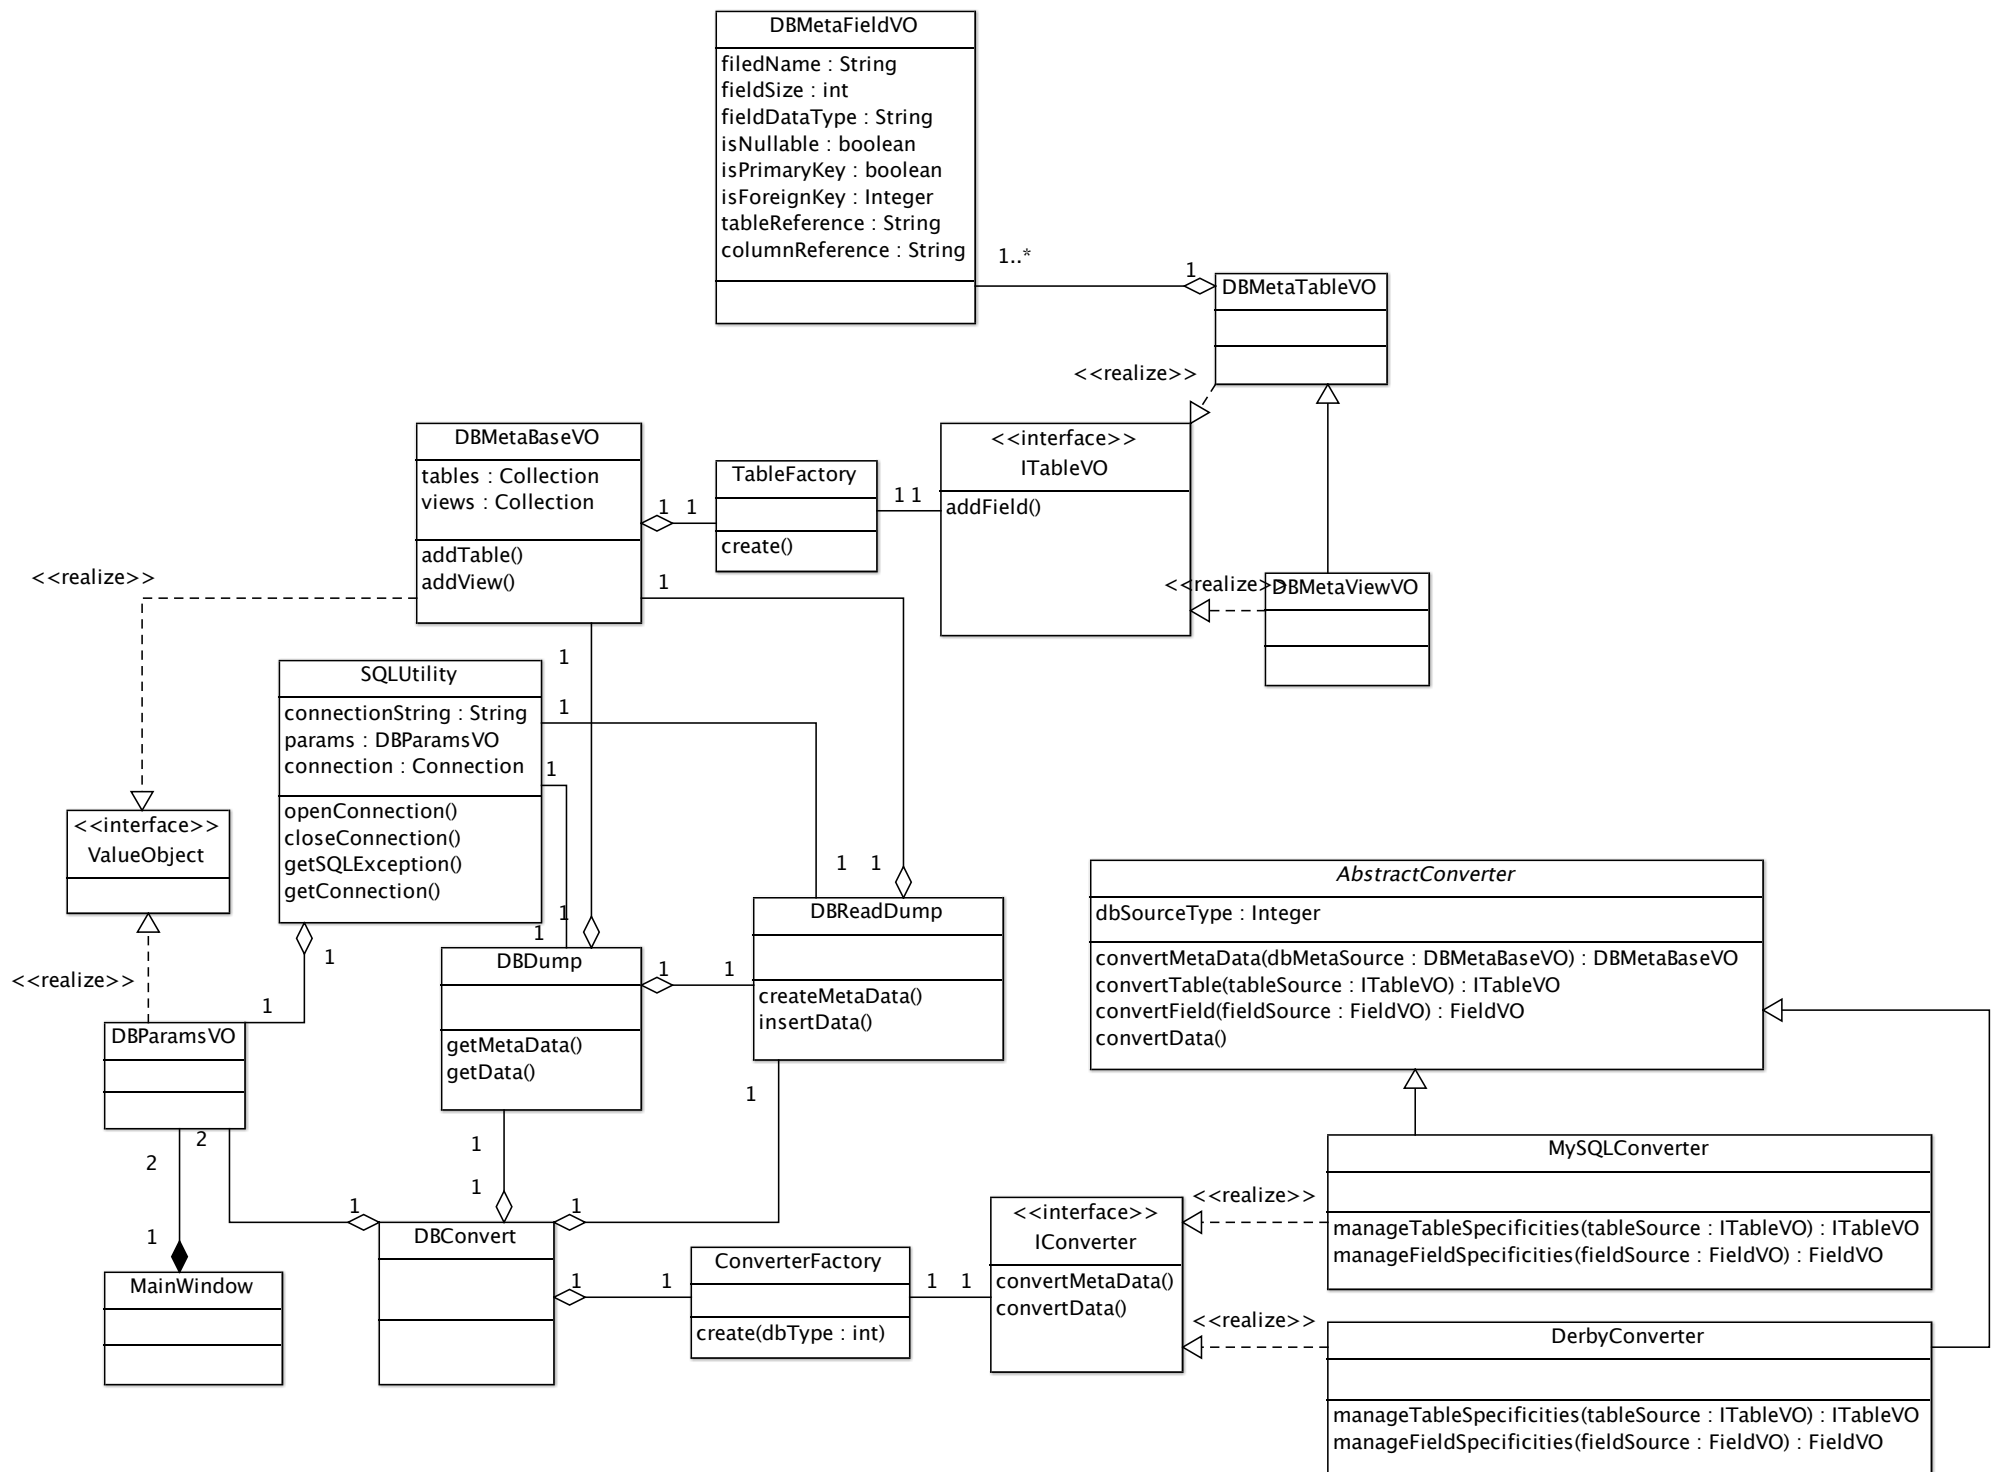 DBMetaFieldVO
filedName : String
fieldSize : int
fieldDataType : String
isNullable : boolean
isPrimaryKey : boolean
isForeignKey : Integer
tableReference : String
columnReference : String
1..*
1
DBMetaTableVO
<<realize>>
DBMetaBaseVO
tables : Collection
views : Collection
addTable()
addView()
1
1
TableFactory
create()
1
1
<<interface>>
ITableVO
addField()
<<realize>>
DBMetaViewVO
<<realize>>
1
1
SQLUtility
connectionString : String
params : DBParamsVO
connection : Connection
openConnection()
closeConnection()
getSQLException()
getConnection()
1
1
<<interface>>
ValueObject
<<realize>>
1
1
1
1
1
1
DBParamsVO
DBDump
getMetaData()
getData()
1
1
DBReadDump
createMetaData()
insertData()
AbstractConverter
dbSourceType : Integer
convertMetaData(dbMetaSource : DBMetaBaseVO) : DBMetaBaseVO
convertTable(tableSource : ITableVO) : ITableVO
convertField(fieldSource : FieldVO) : FieldVO
convertData()
2
2
1
1
1
1
1
1
MainWindow
DBConvert
1
1
ConverterFactory
create(dbType : int)
1
1
<<interface>>
IConverter
convertMetaData()
convertData()
<<realize>>
MySQLConverter
manageTableSpecificities(tableSource : ITableVO) : ITableVO
manageFieldSpecificities(fieldSource : FieldVO) : FieldVO
<<realize>>
DerbyConverter
manageTableSpecificities(tableSource : ITableVO) : ITableVO
manageFieldSpecificities(fieldSource : FieldVO) : FieldVO